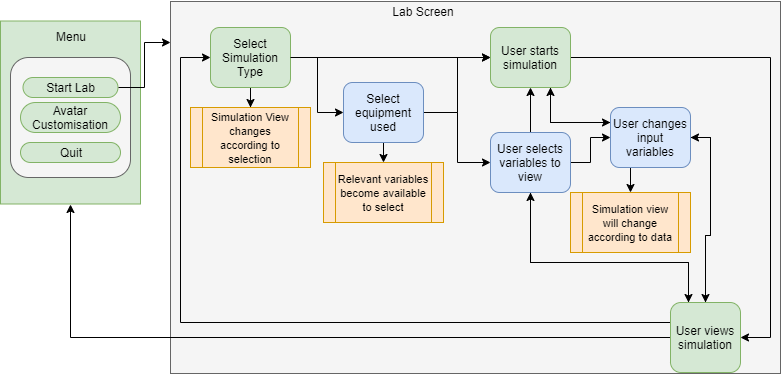 Lab Screen
Menu
Start Lab
Avatar
Customisation
Quit
Select
Simulation
Type
Simulation View
changes
according to
selection
Select
equipment
used
Relevant variables
become available
to select
User starts
simulation
User selects
variables to
view
User changes
input
variables
Simulation view
will change
according to data
User views
simulation